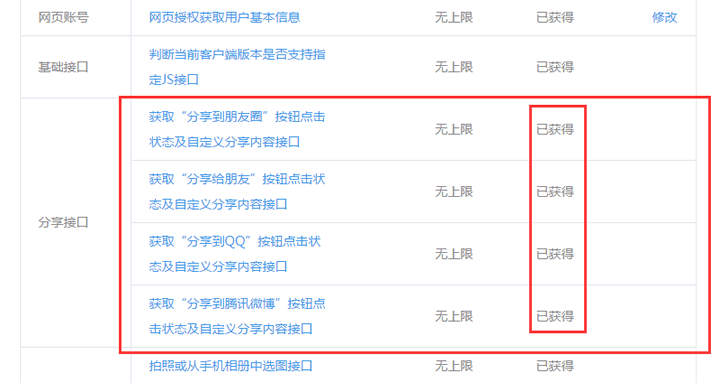 网页账号 网页授权获取用户基本信息 无上限 已获得 修改
判断当前客户端版本是否支持指
基础接口 无上限 已获得
定JS接口
获取“分享到朋友圈”按钮点击
无上限 已获得
状态及自定义分享内容接口
获取“分享给朋友”按钮点击状
无上限 已获得
态及自定义分享内容接口
分享接口
获取“分享到QQ”按钮点击状
无上限 已获得
态及自定义分享内容接口
获取“分享到腾讯微博”按钮点
无上限 已获得
击状态及自定义分享内容接口
拍照或从手机相册中选图接口 无上限 已获得